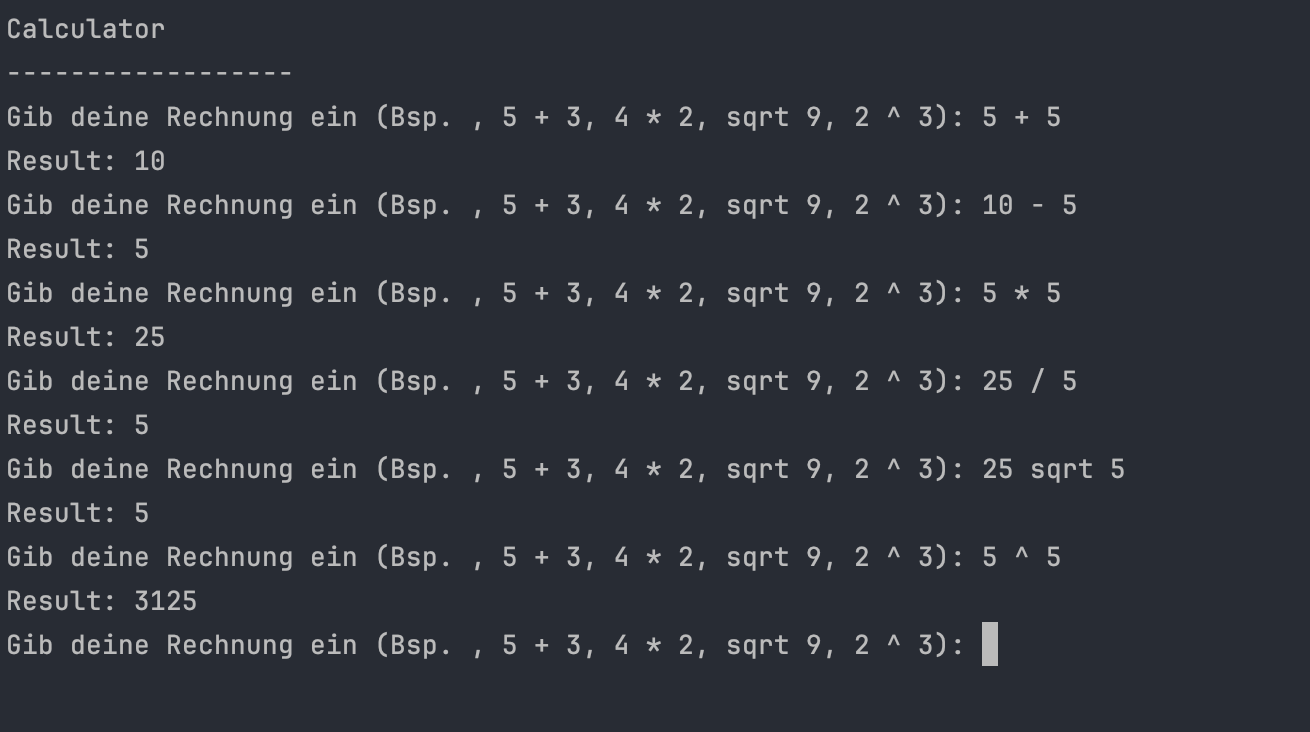 Calculator
------------------
Gib deine Rechnung ein (Bsp. , 5 + 3, 4 * 2, sqrt 9, 2 ^ 3): 5 + 5
Result: 10
Gib deine Rechnung ein (Bsp. , 5 + 3, 4 * 2, sqrt 9, 2 ^ 3): 10 - 5
Result: 5
Gib deine Rechnung ein (Bsp. , 5 + 3, 4 * 2, sqrt 9, 2 ^ 3): 5 * 5
Result: 25
Gib deine Rechnung ein (Bsp. , 5 + 3, 4 * 2, sqrt 9, 2 ^ 3): 25 / 5
Result: 5
Gib deine Rechnung ein (Bsp. , 5 + 3, 4 * 2, sqrt 9, 2 ^ 3): 25 sqrt 5
Result: 5
Gib deine Rechnung ein (Bsp. , 5 + 3, 4 * 2, sqrt 9, 2 ^ 3): 5 ^ 5
Result: 3125
Gib deine Rechnung ein (Bsp. , 5 + 3, 4 * 2, sqrt 9, 2 ^ 3):